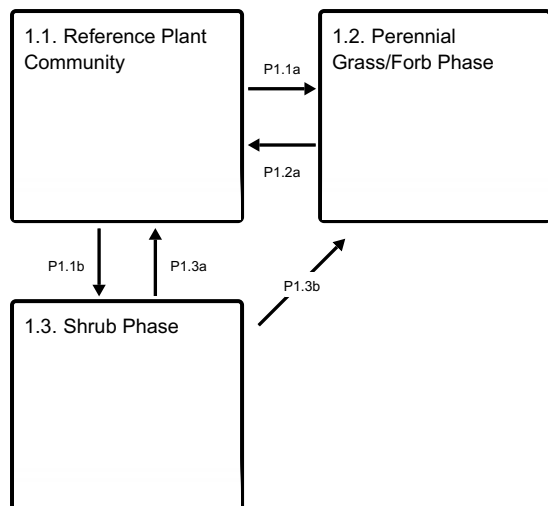 1.1. Reference Plant
Community
1.2. Perennial
Grass/Forb Phase
P1.1a
P1.2a
P1.1b
P1.3a
P1.3b
1.3. Shrub Phase